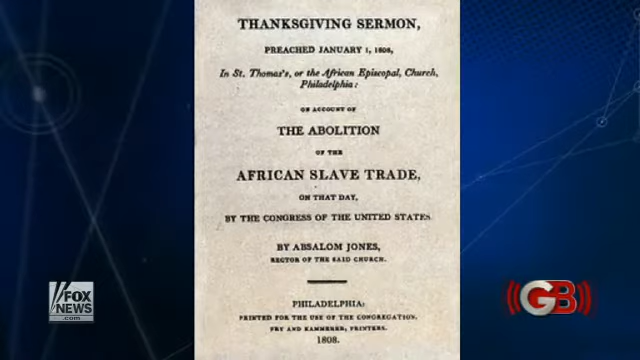 THANKSGIVING SERMON,
PREACHED JANUARY 1, 1808,
In St. Thomas's, or the African Episcopal, Church,
Philadelphia:
ON ACCOUNT OF
THE ABOLITION
OF THE
AFRICAN SLAVE TRADE,
ON THAT DAY,
BY THE CONGRESS OF THE UNITED STATES.
BY ABSALOM JONES,
RECTOR OF THE SAID CHURCH.
PHILADELPHIA:
PRINTED FOR THE USE OF THE CONGREGATION.
FRY AND KAMMERER, PRINTERS.
1808.
FOX
NEWS
.com
GB